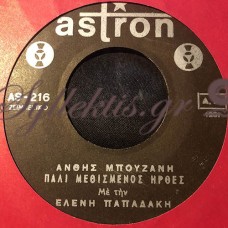 astron
AS-216
ΑΝΘΗΣ ΜΠΟΥΖΑΝΗ
ΠΑΛΙ ΜΕΘΙΣΜΕΝΟΣ ΗΡΘΕΣ
Μὲ τὴν
ΕΛΕΝΗ ΠΑΠΑΔΑΚΗ